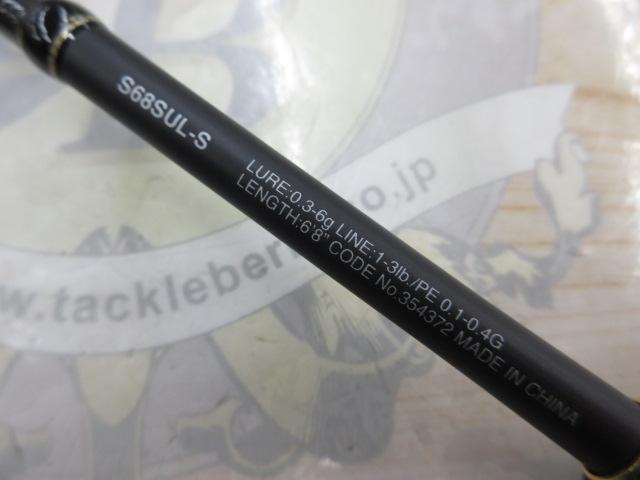 S68SUL-S
LURE:0.3-6g LINE:1-3lb./PE 0.1-0.4G
LENGTH:6'8" CODE No.354372 MADE IN CHINA
www.tackleber
o.jp